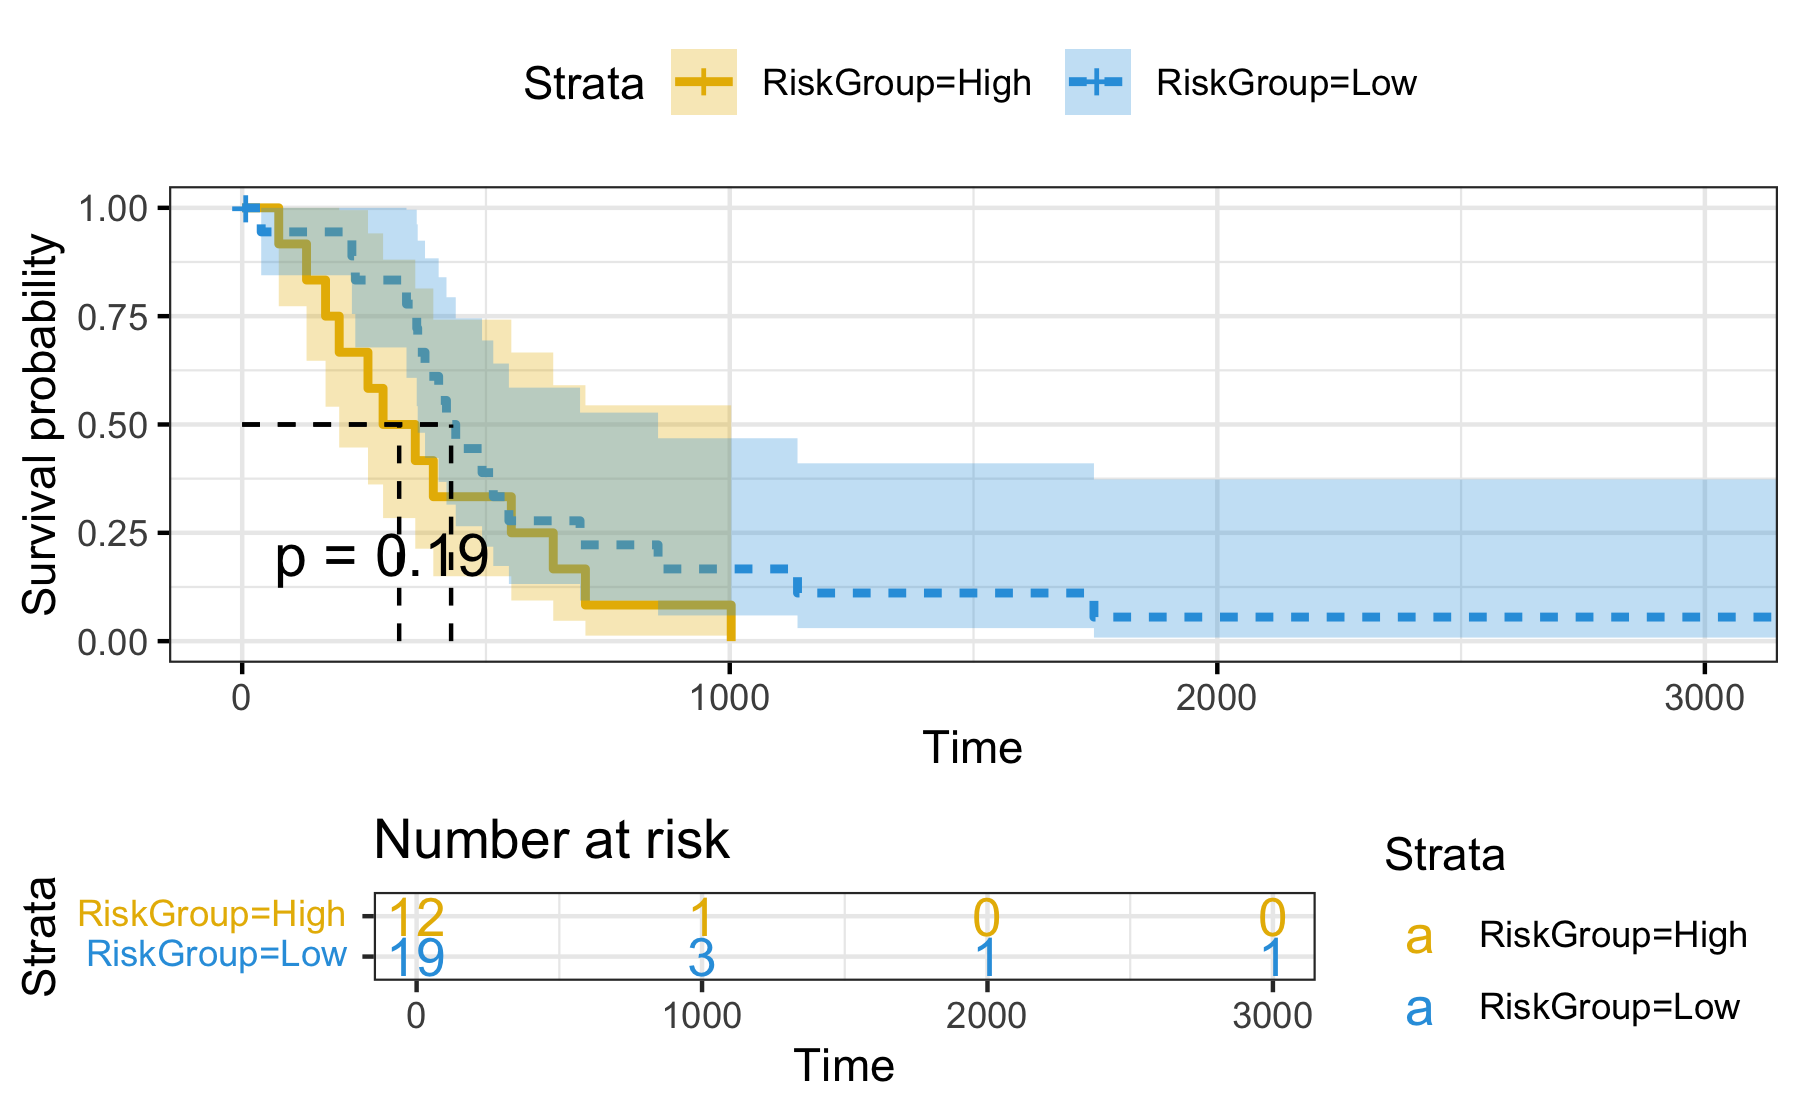 Strata RiskGroup=High RiskGroup=Low
Survival probability
1.00
0.75
0.50
0.25
0.00
p = 0.19
0 1000 2000 3000
Time
Number at risk
Strata
RiskGroup=High 12 1 0 0
RiskGroup=Low 19 3 1 1
0 1000 2000 3000
Time
Strata
a RiskGroup=High
a RiskGroup=Low